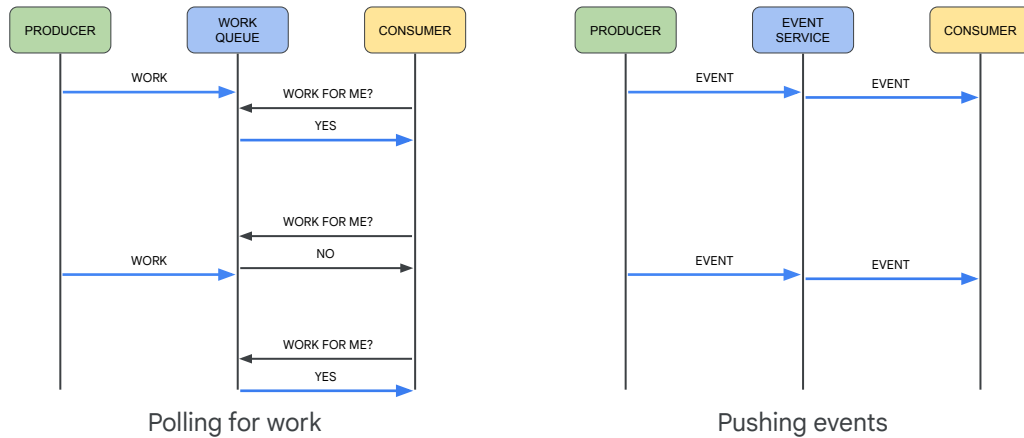 PRODUCER
WORK
QUEUE
CONSUMER
WORK
WORK FOR ME?
YES
WORK FOR ME?
NO
WORK
WORK FOR ME?
YES
Polling for work
PRODUCER
EVENT
SERVICE
CONSUMER
EVENT
EVENT
EVENT
EVENT
Pushing events